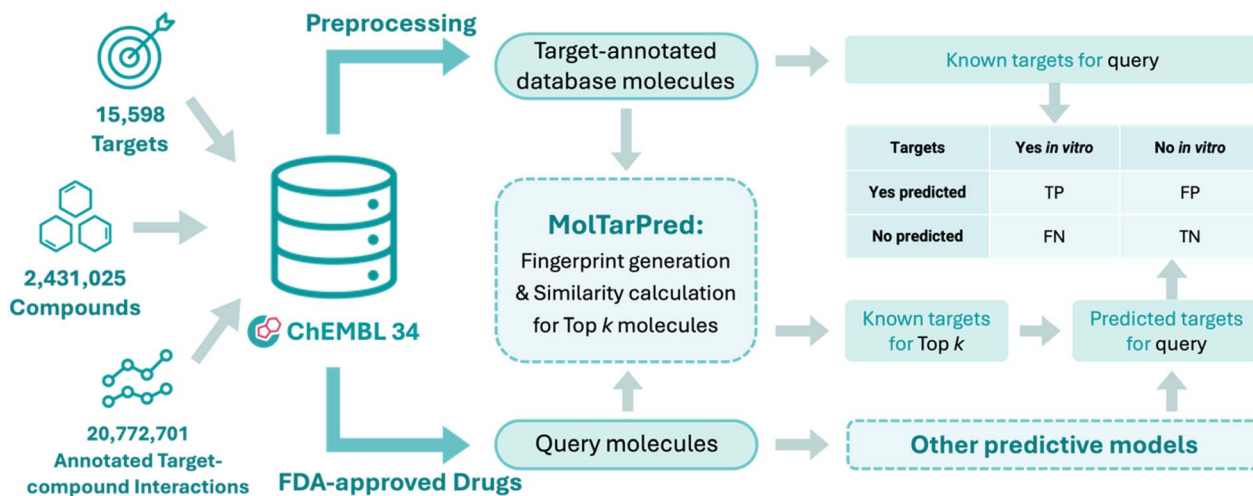 15,598
Targets
2,431,025
Compounds
20,772,701
Annotated Target-
compound Interactions
Preprocessing
ChEMBL 34
FDA-approved Drugs
Target-annotated
database molecules
MolTarPred:
Fingerprint generation
& Similarity calculation
for Top k molecules
Query molecules
Known targets for query
Targets Yes in vitro No in vitro
Yes predicted TP FP
No predicted FN TN
Known targets
for Top k
Predicted targets
for query
Other predictive models